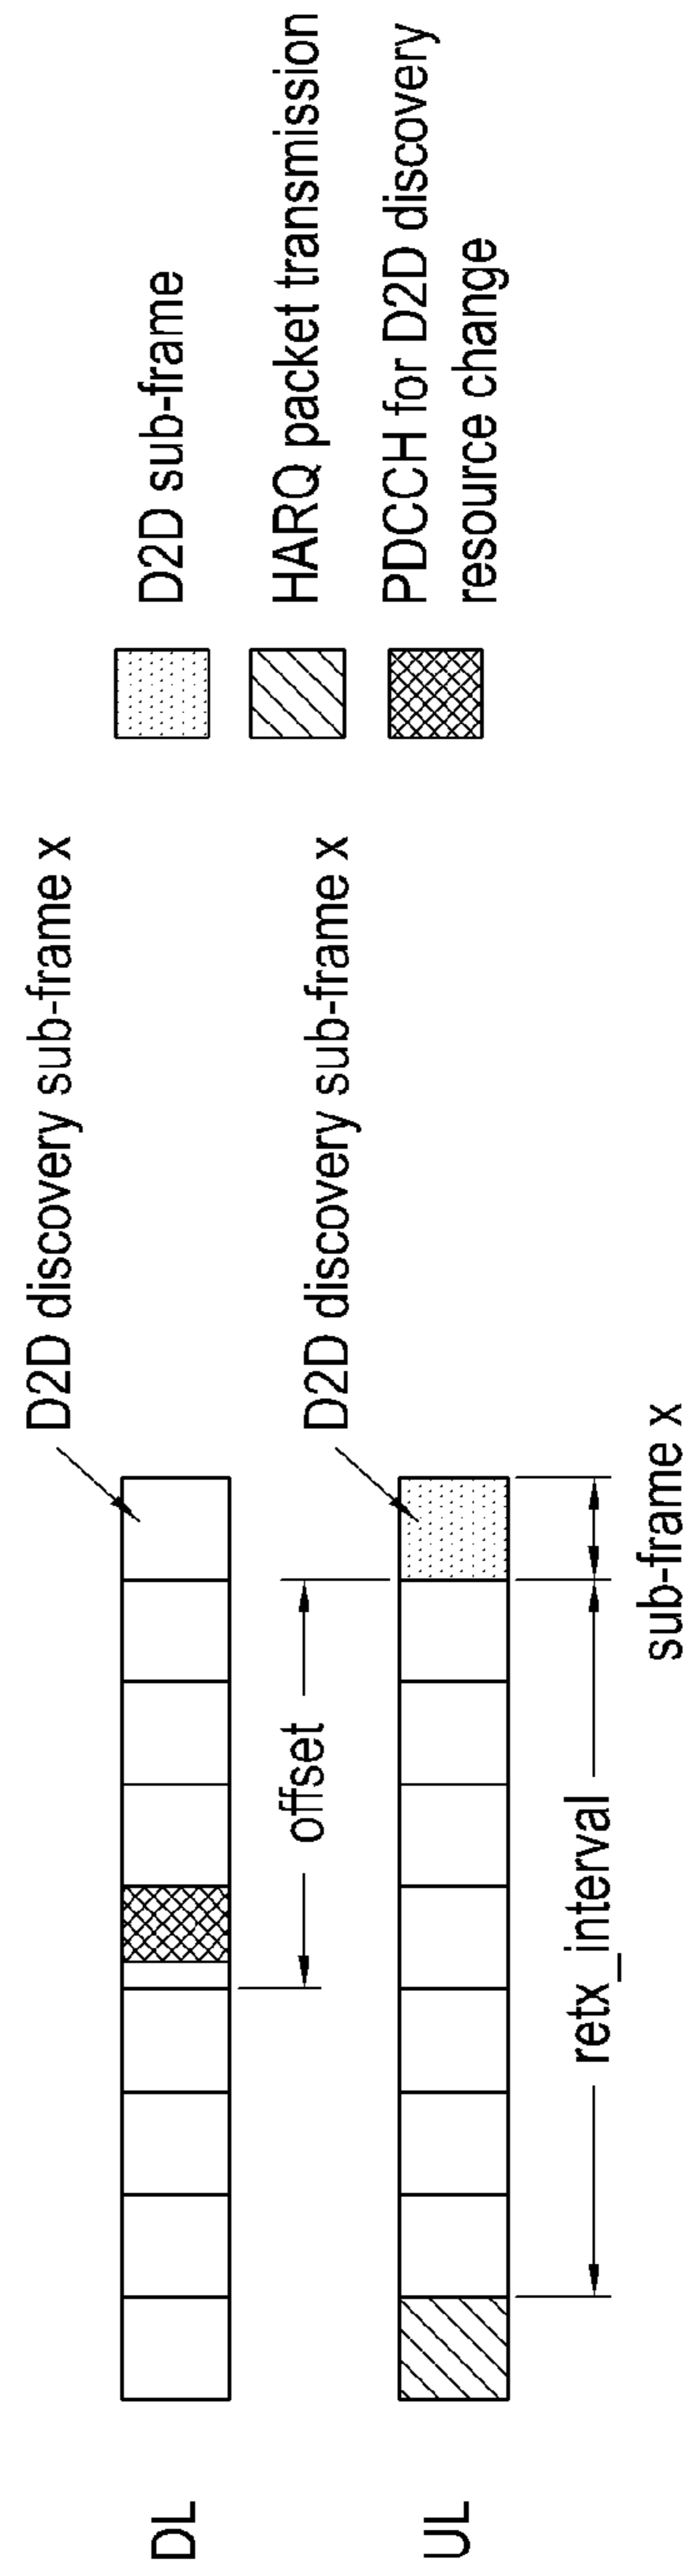 DL
D2D discovery sub-frame x
offset
UL
D2D discovery sub-frame x
retx_interval
sub-frame x
D2D sub-frame
HARQ packet transmission
PDCCH for D2D discovery
resource change